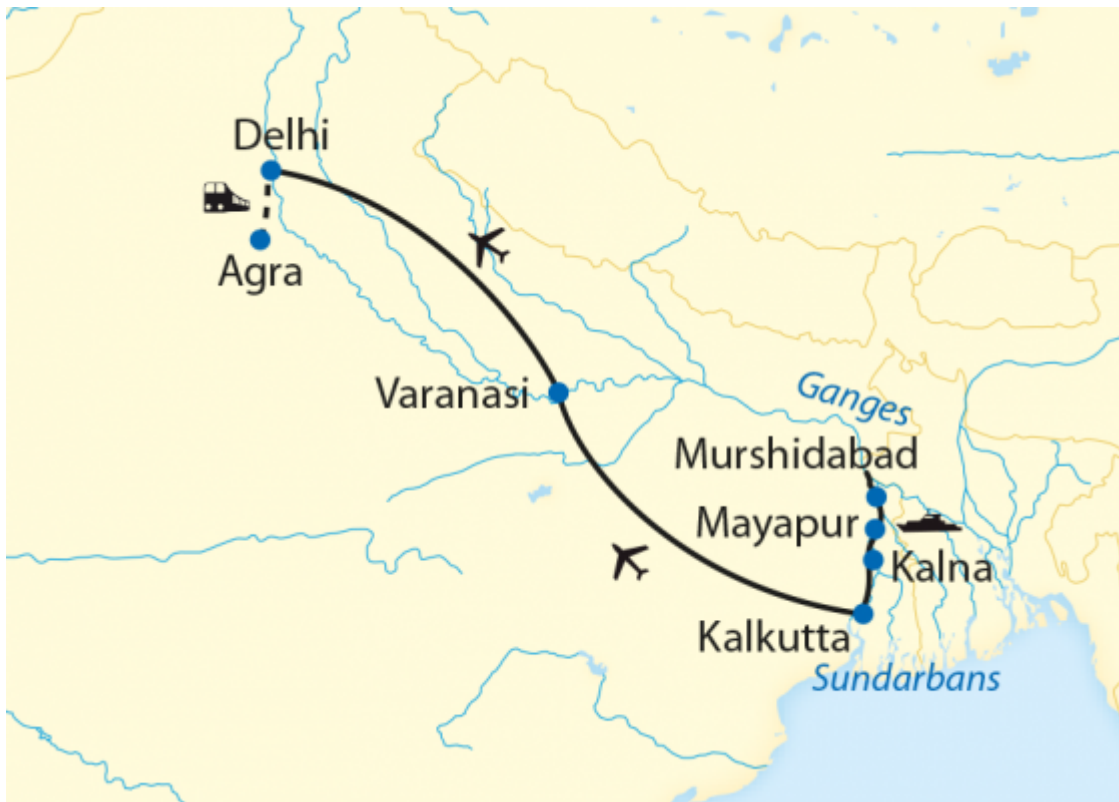 Delhi
Agra
Varanasi
Ganges
Murshidabad
Mayapur
Kalna
Kalkutta
Sundarbans